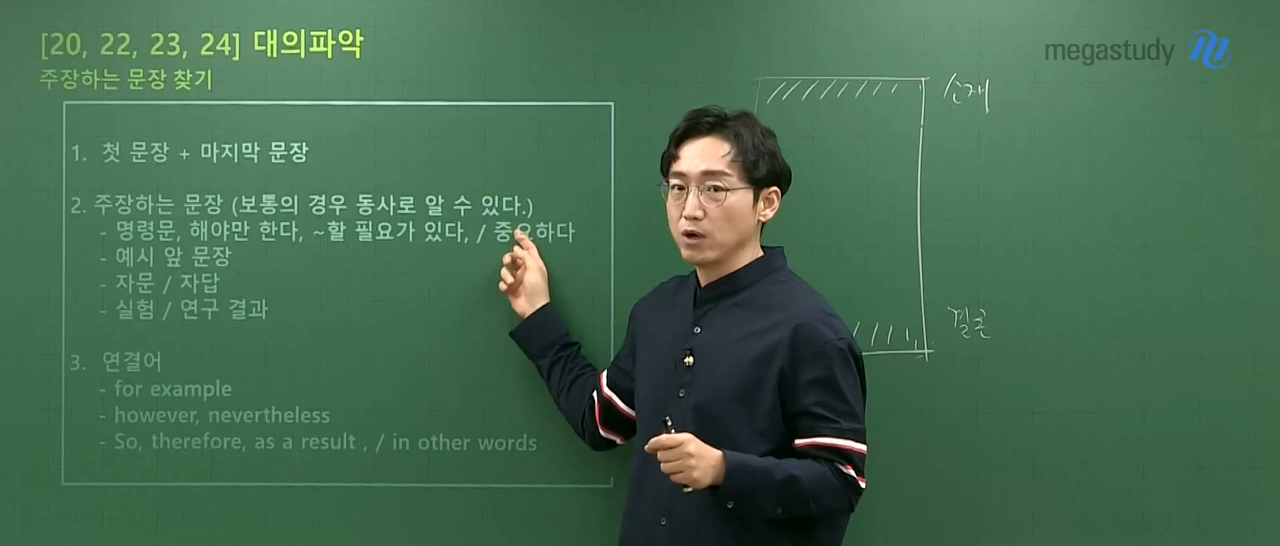 [20, 22, 23, 24] 대의파악
주장하는 문장 찾기
megastudy
소재
1. 첫 문장 + 마지막 문장
2. 주장하는 문장 (보통의 경우 동사로 알 수 있다.)
- 명령문, 해야만 한다, ~할 필요가 있다, / 중요하다
- 예시 앞 문장
- 자문 / 자답
- 실험 / 연구 결과
결론
3. 연결어
- for example
- however, nevertheless
- So, therefore, as a result , / in other words